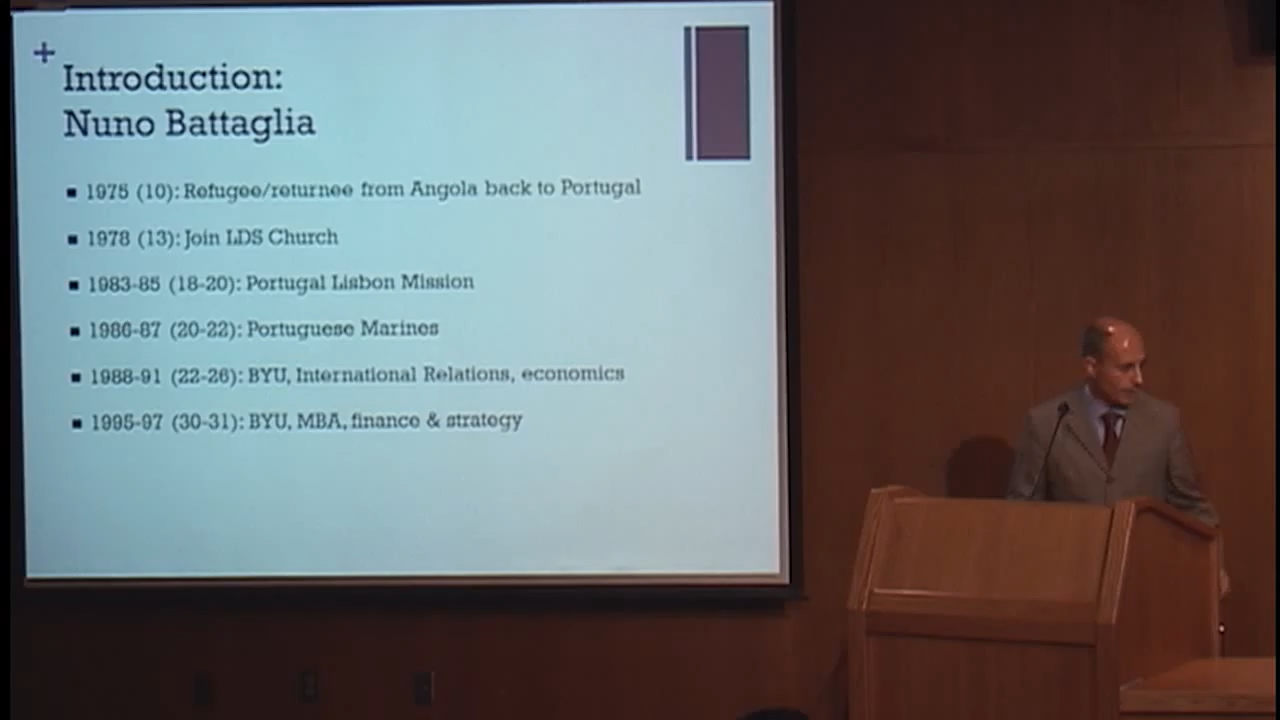 +
Introduction:
Nuno Battaglia
■ 1975 (10): Refugee/returnee from Angola back to Portugal
■ 1978 (13): Join LDS Church
■ 1983-85 (18-20): Portugal Lisbon Mission
■ 1986-87 (20-22): Portuguese Marines
■ 1988-91 (22-26): BYU, International Relations, economics
■ 1995-97 (30-31): BYU, MBA, finance & strategy